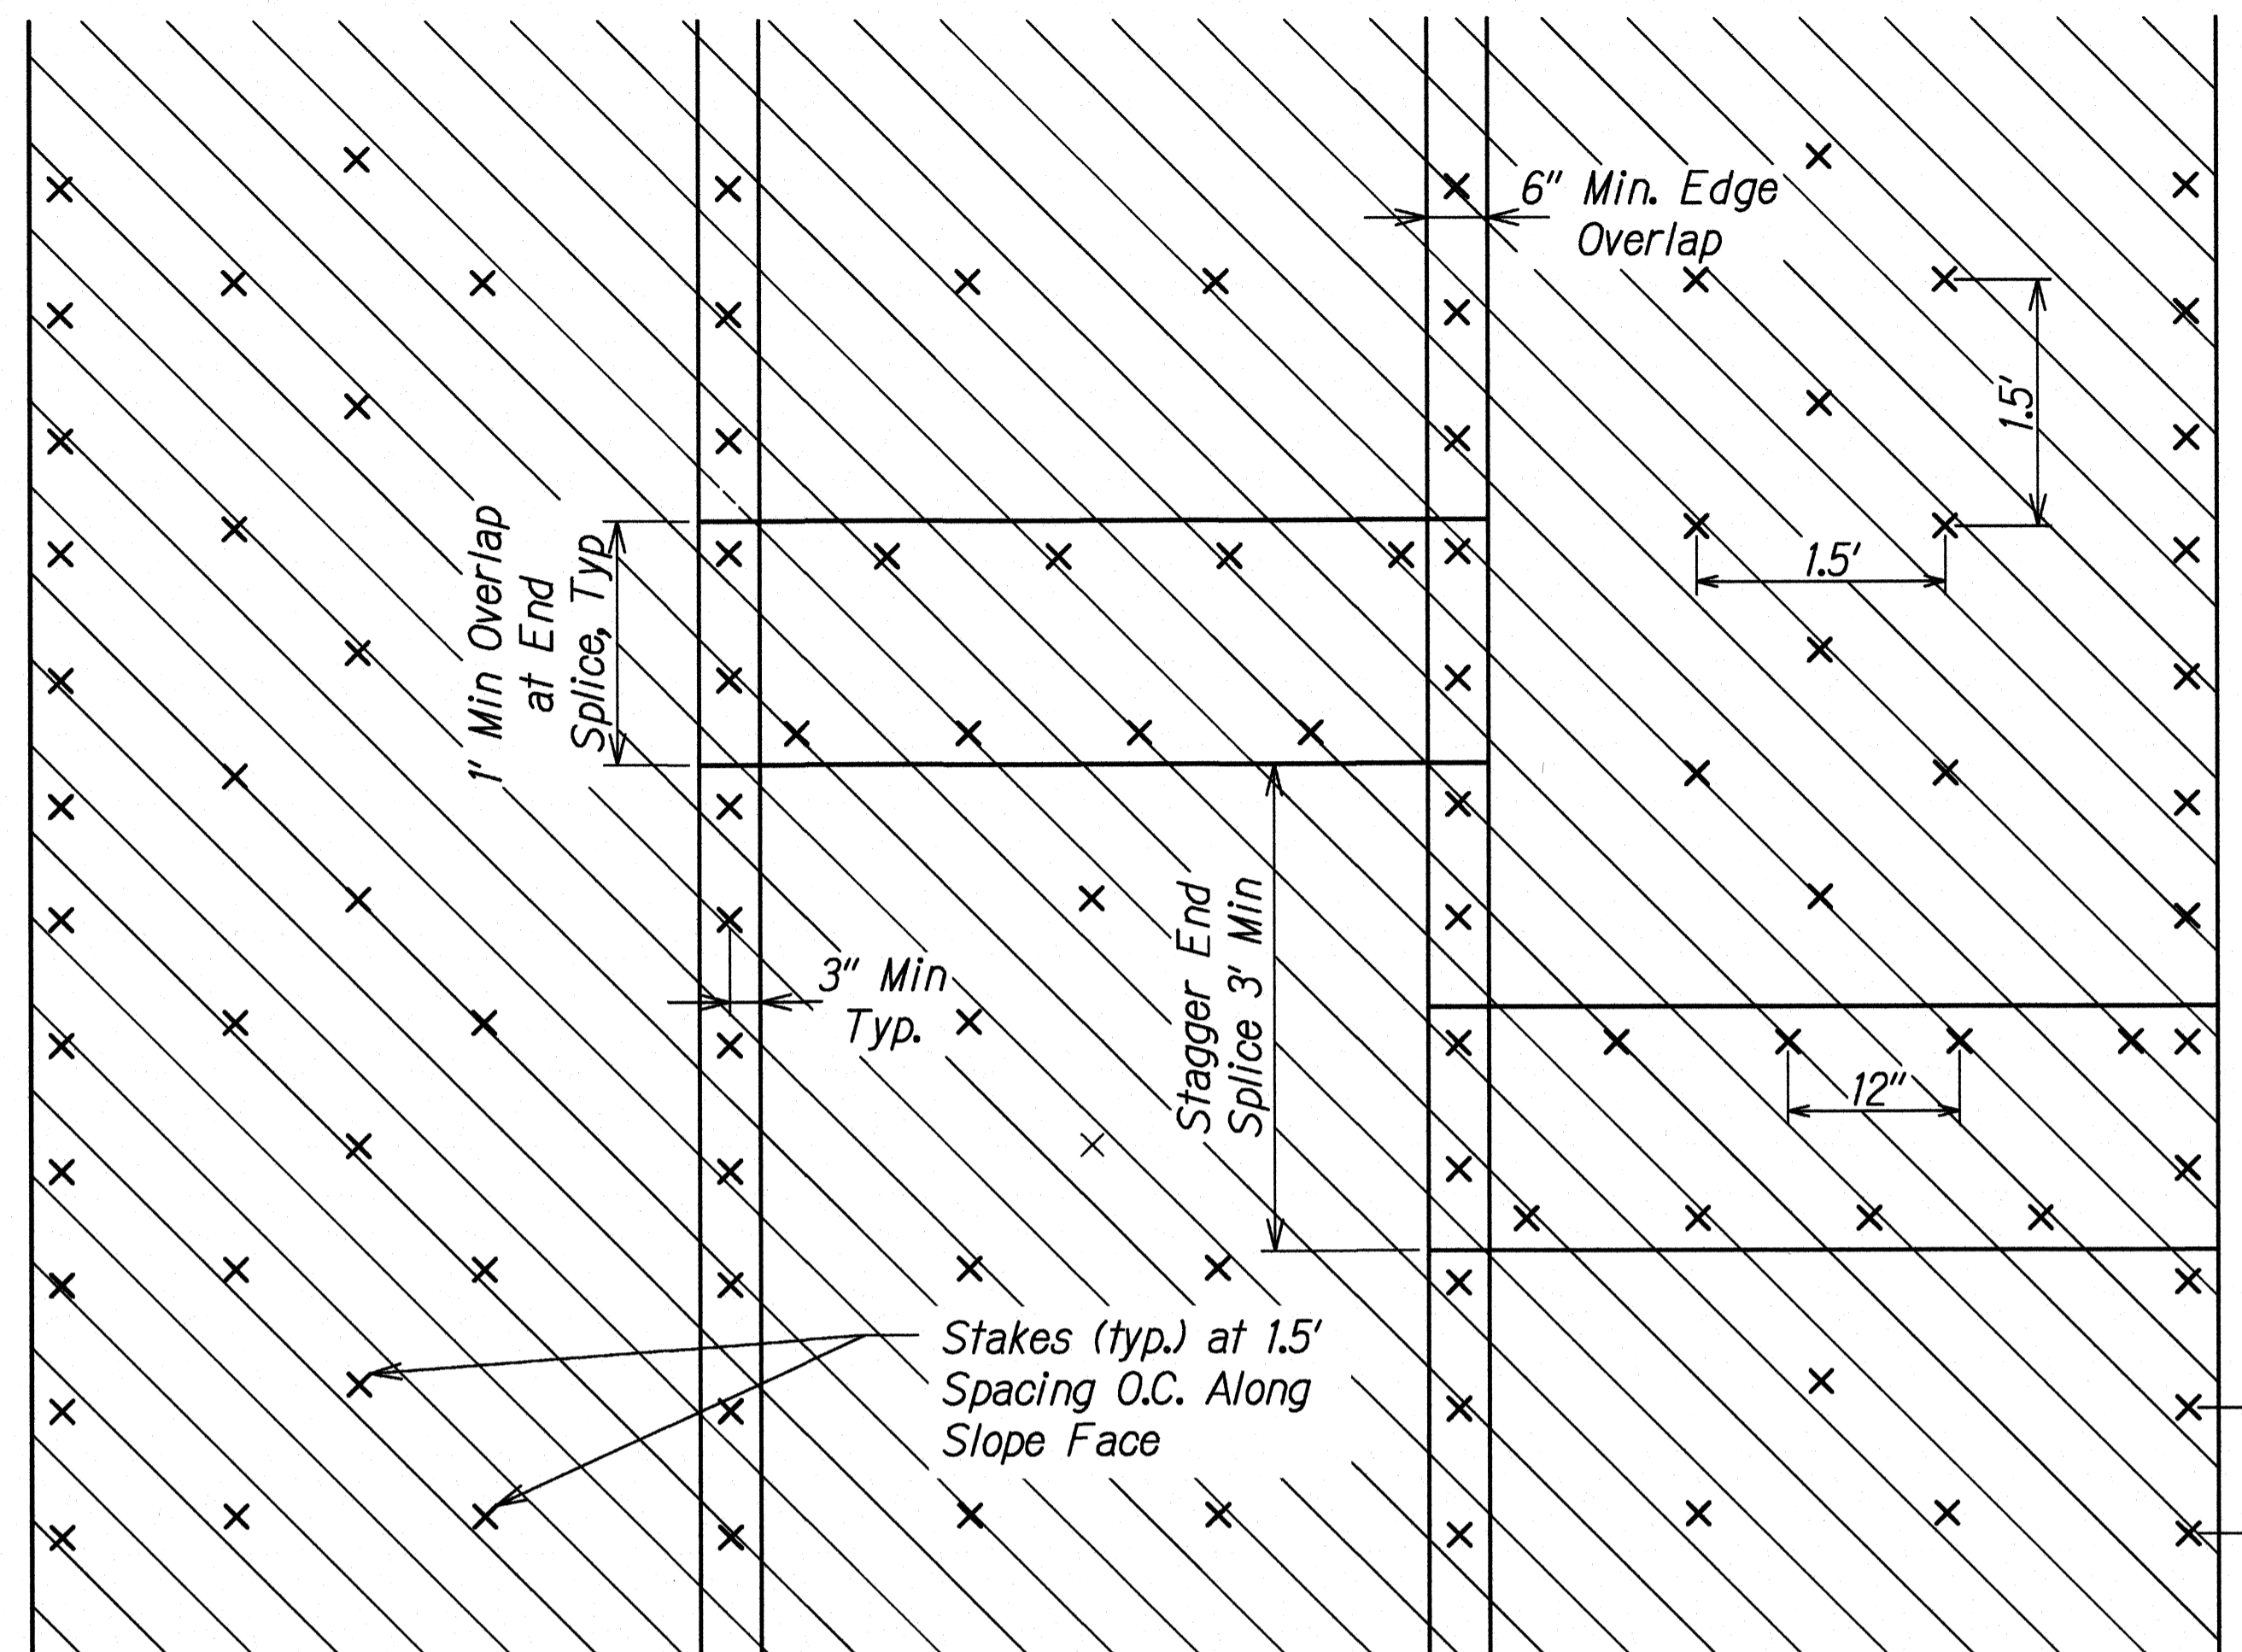 6" Min. Edge
Overlap
1.5'
1.5'
1' Min Overlap
at End
Splice, Typ
3" Min
Typ.
Stagger End
Splice 3' Min
12"
Stakes (typ.) at 1.5'
Spacing O.C. Along
Slope Face